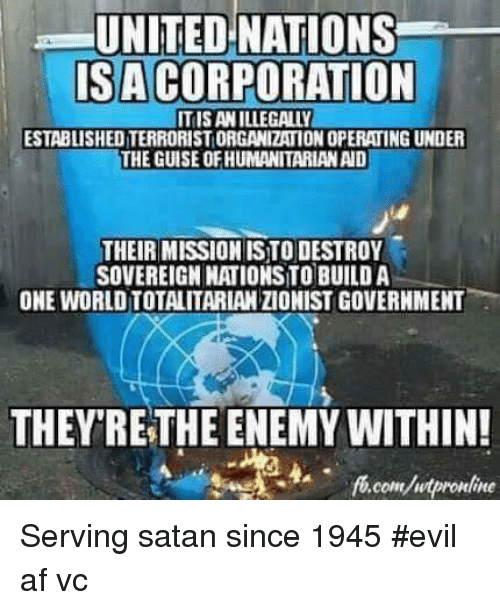 UNITED NATIONS
IS A CORPORATION
IT IS AN ILLEGALLY
ESTABLISHED TERRORIST ORGANIZATION OPERATING UNDER
THE GUISE OF HUMANITARIAN AID
THEIR MISSION IS TO DESTROY
SOVEREIGN NATIONS TO BUILD A
ONE WORLD TOTALITARIAN ZIONIST GOVERNMENT
THEY'RE THE ENEMY WITHIN!
fb.com/wtpronline
Serving satan since 1945 #evil
af vc